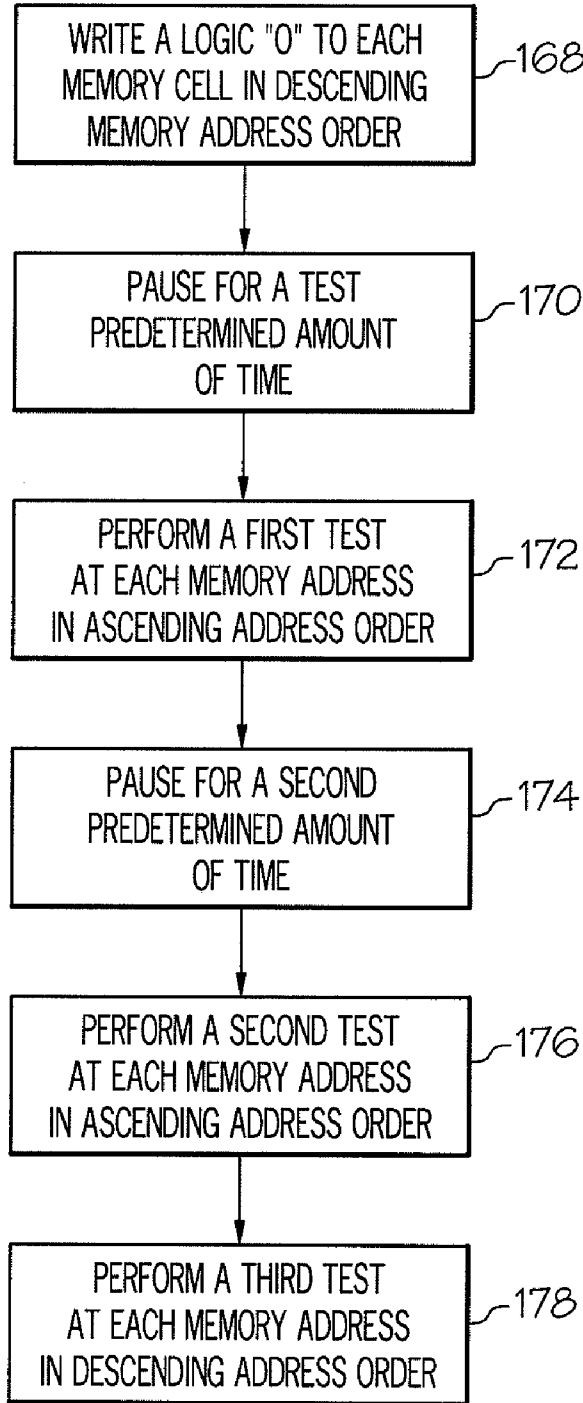 WRITE A LOGIC "0" TO EACH
MEMORY CELL IN DESCENDING
MEMORY ADDRESS ORDER
168
PAUSE FOR A TEST
PREDETERMINED AMOUNT
OF TIME
170
PERFORM A FIRST TEST
AT EACH MEMORY ADDRESS
IN ASCENDING ADDRESS ORDER
172
PAUSE FOR A SECOND
PREDETERMINED AMOUNT
OF TIME
174
PERFORM A SECOND TEST
AT EACH MEMORY ADDRESS
IN ASCENDING ADDRESS ORDER
176
PERFORM A THIRD TEST
AT EACH MEMORY ADDRESS
IN DESCENDING ADDRESS ORDER
178